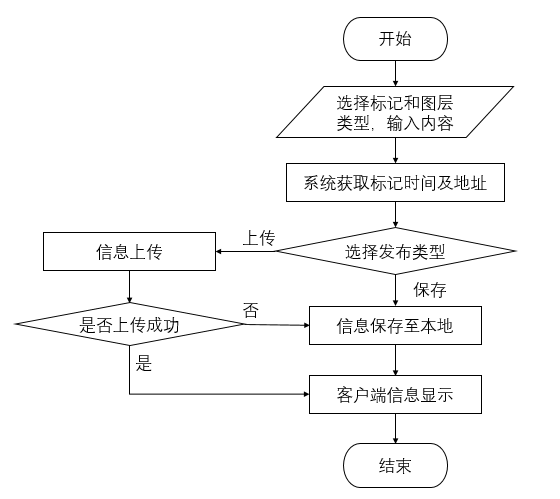 开始
选择标记和图层
类型，输入内容
系统获取标记时间及地址
选择发布类型
上传
信息上传
保存
是否上传成功
否
信息保存至本地
是
客户端信息显示
结束